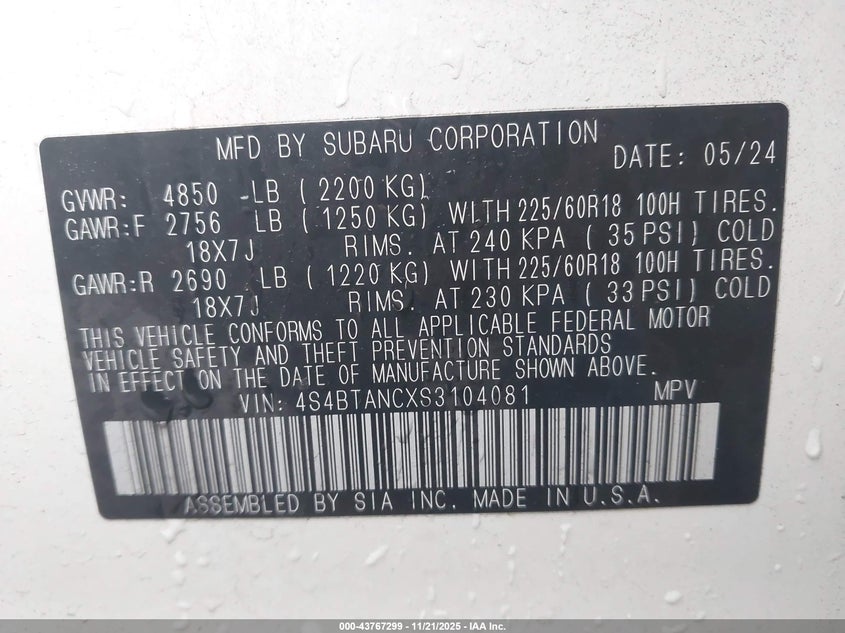 MFD BY SUBARU CORPORATION DATE: 05/24
GVWR: 4850 LB ( 2200 KG)
GAWR:F 2756 LB ( 1250 KG) WITH 225/60R18 100H TIRES.
18X7J RIMS. AT 240 KPA ( 35 PSI) COLD
GAWR:R 2690 LB ( 1220 KG) WITH 225/60R18 100H TIRES.
18X7J RIMS. AT 230 KPA ( 33 PSI) COLD
THIS VEHICLE CONFORMS TO ALL APPLICABLE FEDERAL MOTOR
VEHICLE SAFETY AND THEFT PREVENTION STANDARDS
IN EFFECT ON THE DATE OF MANUFACTURE SHOWN ABOVE.
VIN: 4S4BTANCXS3104081 MPV
ASSEMBLED BY SIA INC. MADE IN U.S.A.
000-43767299 | 11/21/2025 - IAA Inc.